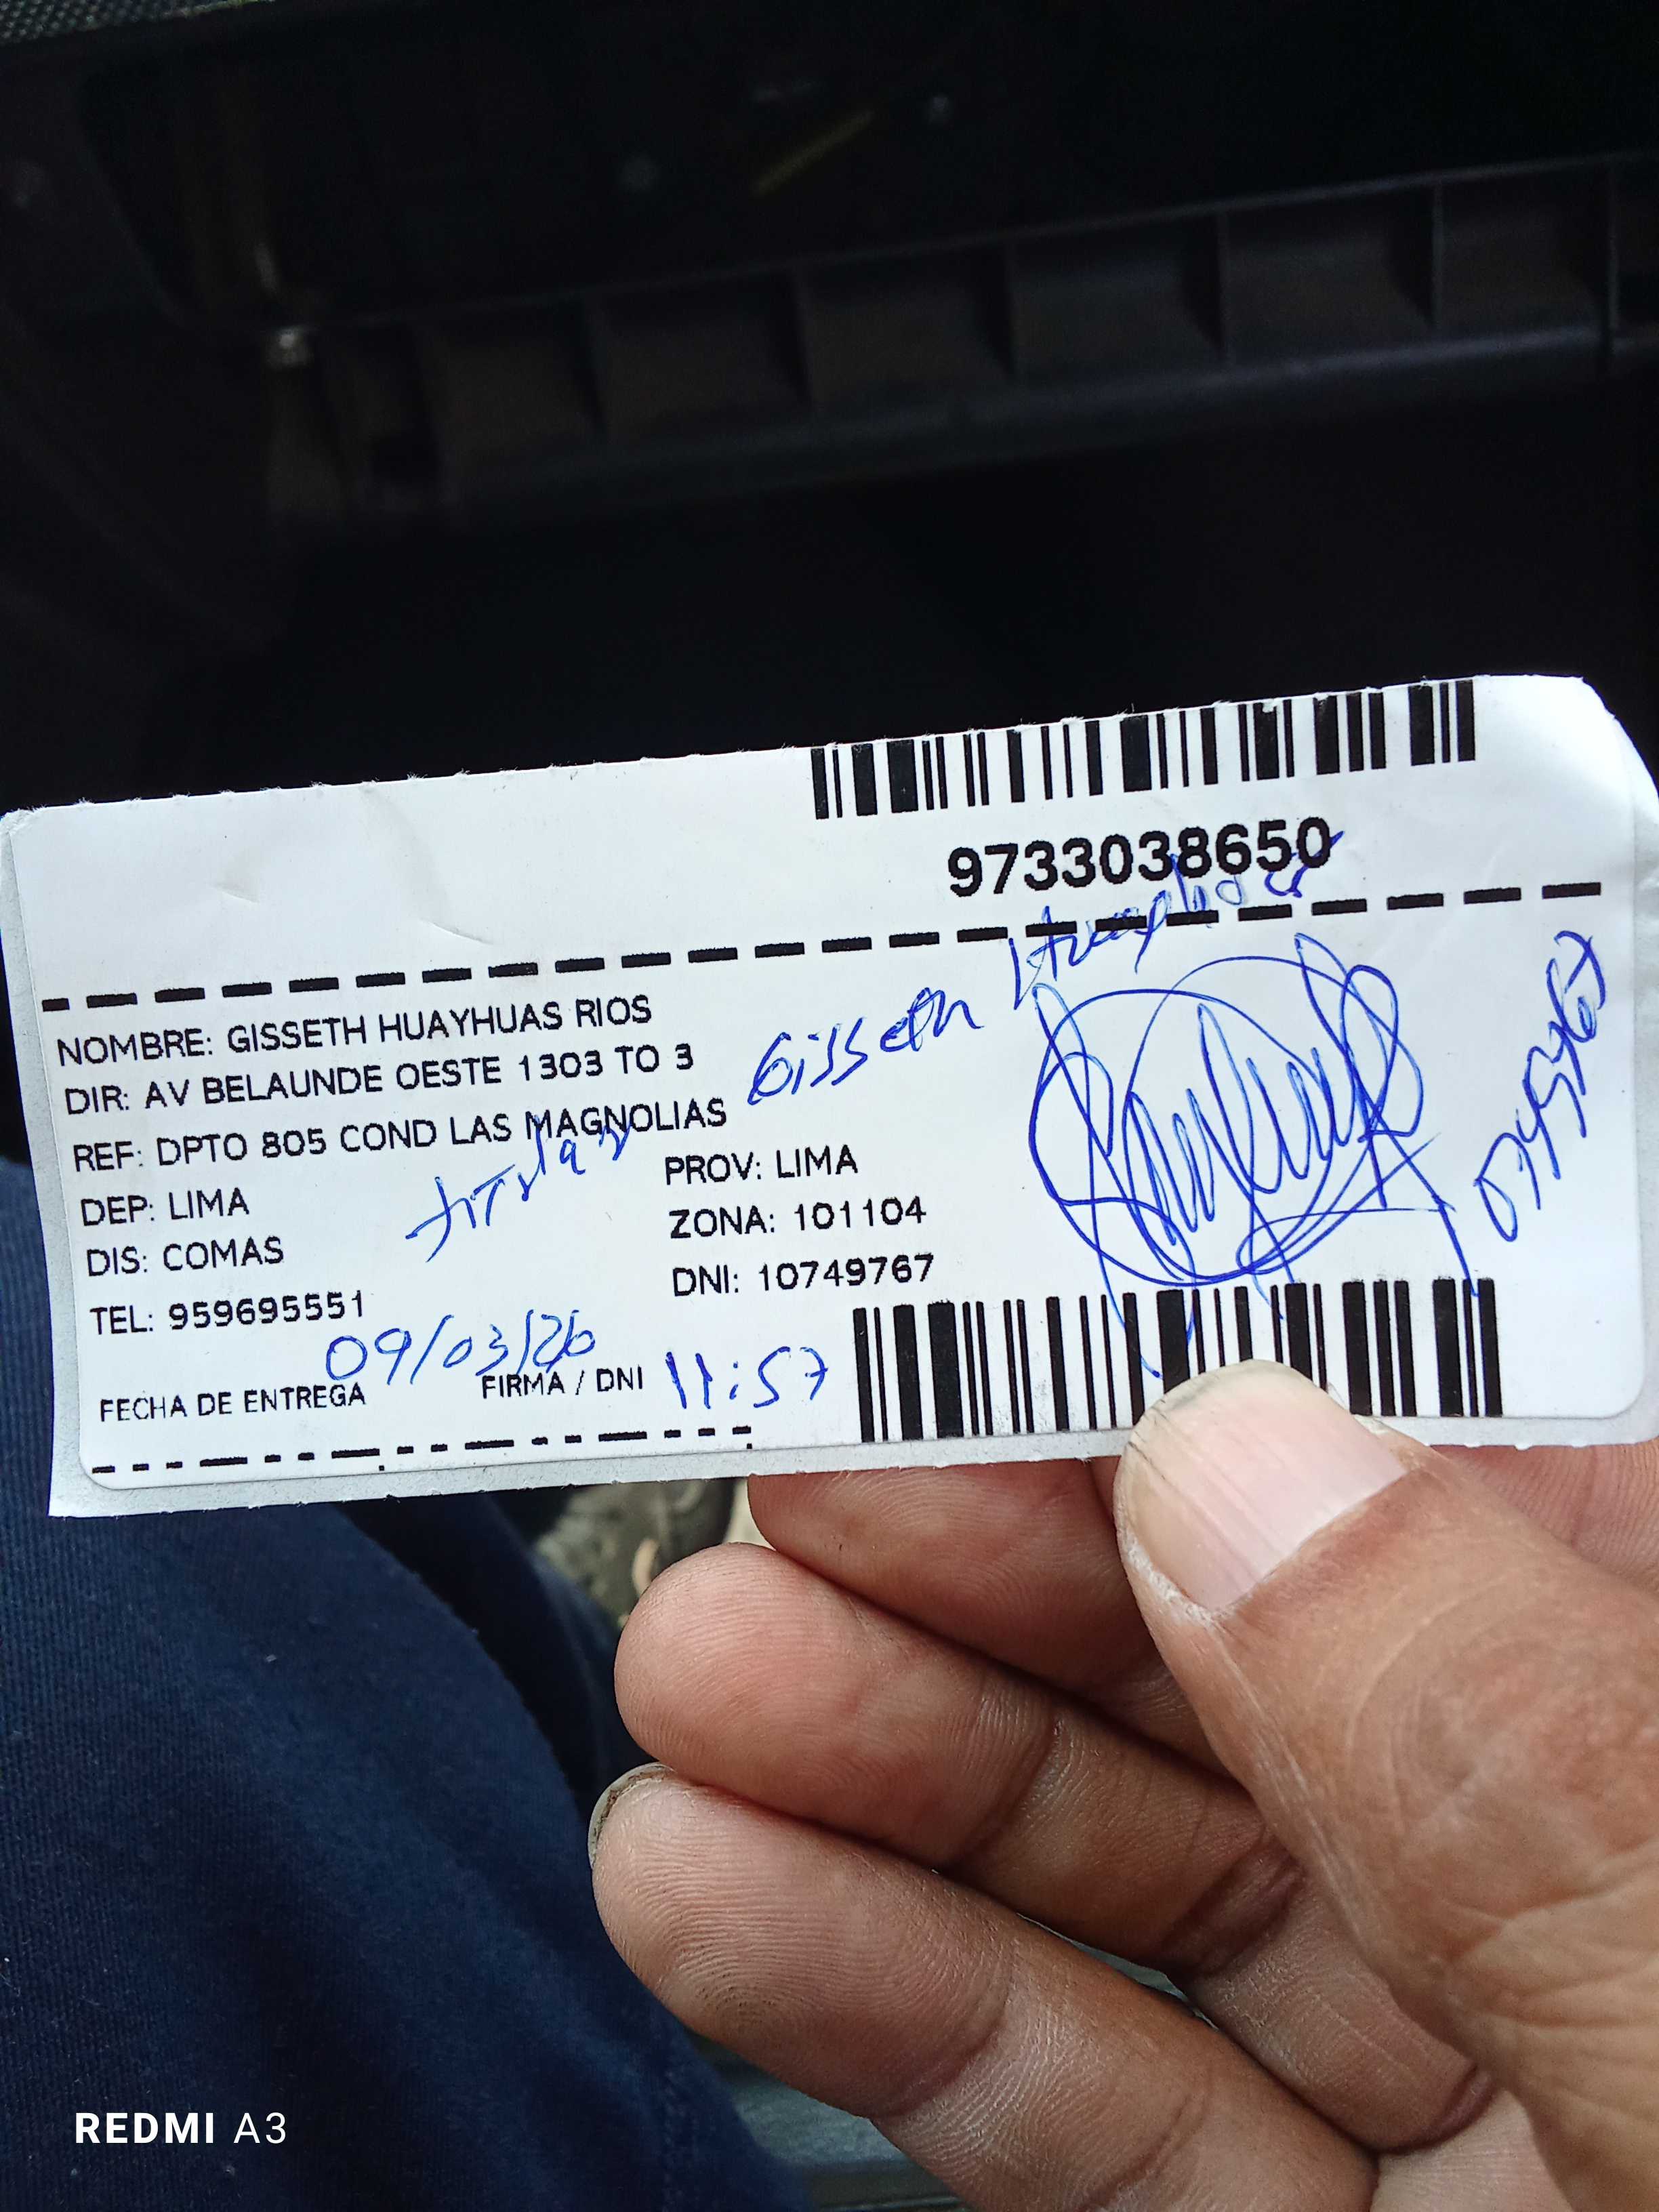 9733038650
NOMBRE: GISSETH HUAYHUAS RIOS
DIR: AV BELAUNDE OESTE 1303 TO 3
Gisseth
REF: DPTO 805 COND LAS MAGNOLIAS
titular
DEP: LIMA
PROV: LIMA
DIS: COMAS
ZONA: 101104
TEL: 959695551
DNI: 10749767
09/03/26
11:57
FECHA DE ENTREGA
FIRMA / DNI
REDMI A3